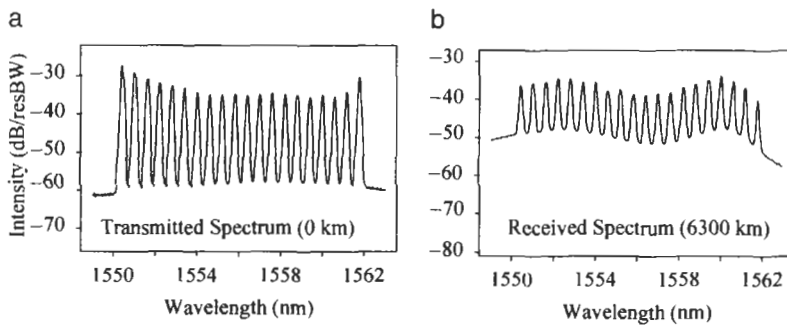 a
Intensity (dB/resBW)
−30
−40
−50
−60
−70
Transmitted Spectrum (0 km)
1550
1554
1558
1562
Wavelength (nm)
b
−30
−40
−50
−60
−70
−80
Received Spectrum (6300 km)
1550
1554
1558
1562
Wavelength (nm)